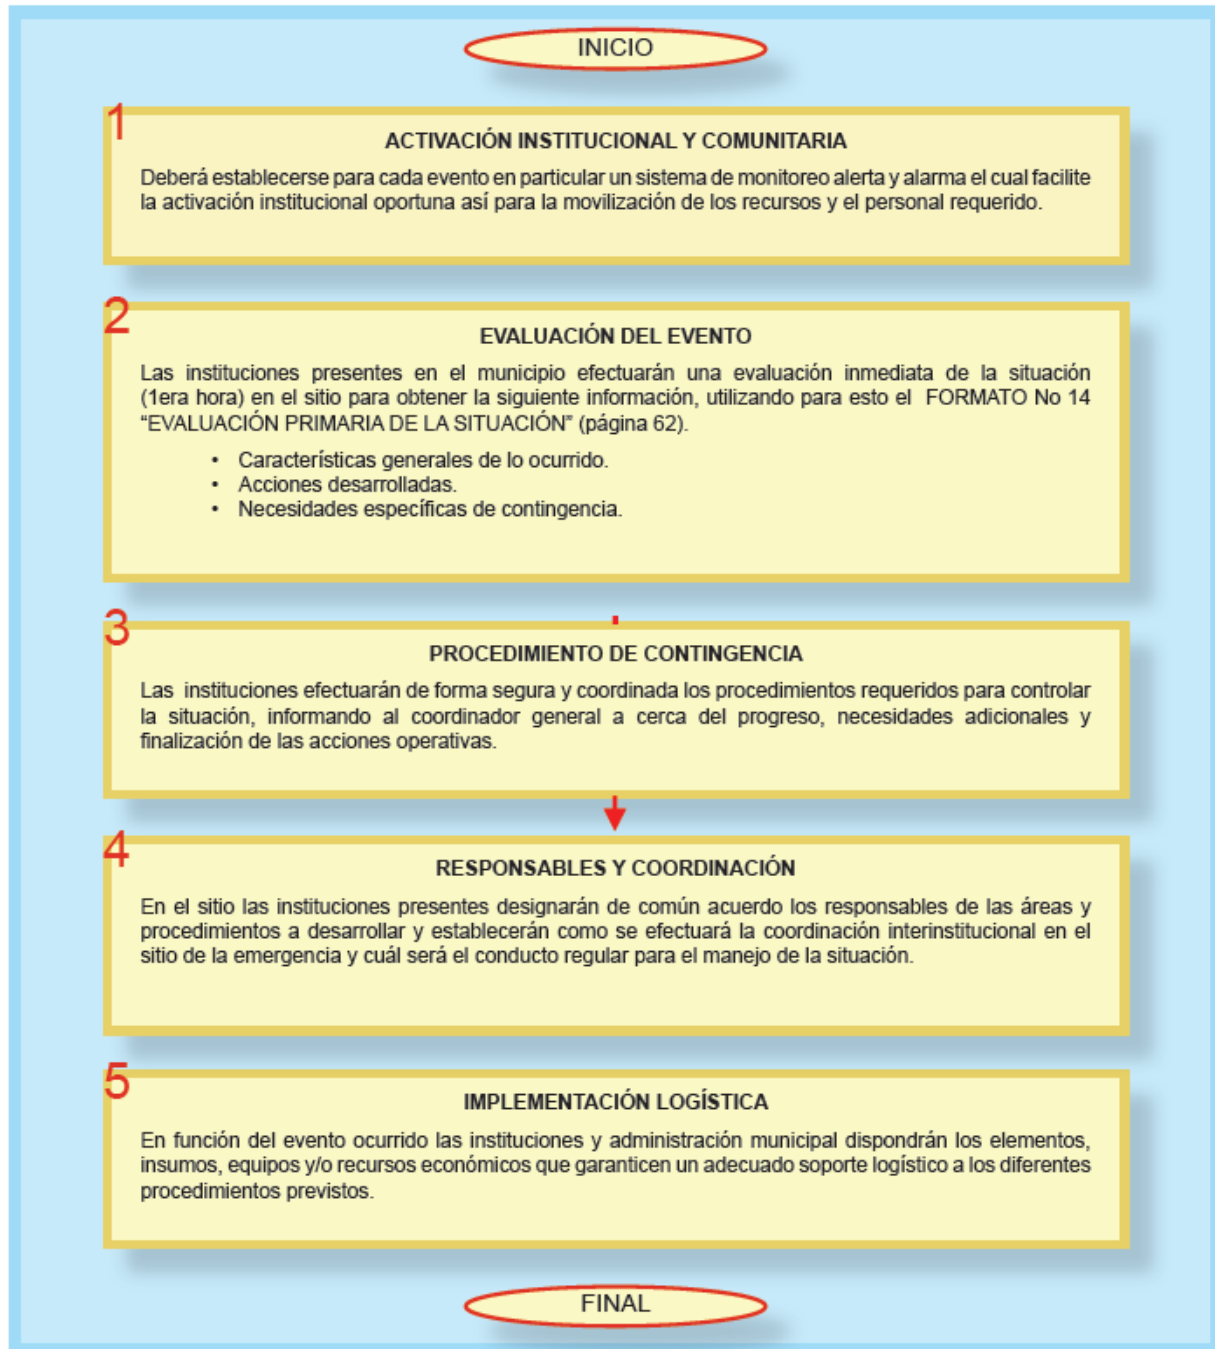 INICIO
1
ACTIVACIÓN INSTITUCIONAL Y COMUNITARIA
Deberá establecerse para cada evento en particular un sistema de monitoreo alerta y alarma el cual facilite
la activación institucional oportuna así para la movilización de los recursos y el personal requerido.
2
EVALUACIÓN DEL EVENTO
Las instituciones presentes en el municipio efectuarán una evaluación inmediata de la situación
(1era hora) en el sitio para obtener la siguiente información, utilizando para esto el FORMATO No 14
“EVALUACIÓN PRIMARIA DE LA SITUACIÓN” (página 62).
• Características generales de lo ocurrido.
• Acciones desarrolladas.
• Necesidades específicas de contingencia.
3
PROCEDIMIENTO DE CONTINGENCIA
Las instituciones efectuarán de forma segura y coordinada los procedimientos requeridos para controlar
la situación, informando al coordinador general a cerca del progreso, necesidades adicionales y
finalización de las acciones operativas.
4
RESPONSABLES Y COORDINACIÓN
En el sitio las instituciones presentes designarán de común acuerdo los responsables de las áreas y
procedimientos a desarrollar y establecerán como se efectuará la coordinación interinstitucional en el
sitio de la emergencia y cuál será el conducto regular para el manejo de la situación.
5
IMPLEMENTACIÓN LOGÍSTICA
En función del evento ocurrido las instituciones y administración municipal dispondrán los elementos,
insumos, equipos y/o recursos económicos que garanticen un adecuado soporte logístico a los diferentes
procedimientos previstos.
FINAL